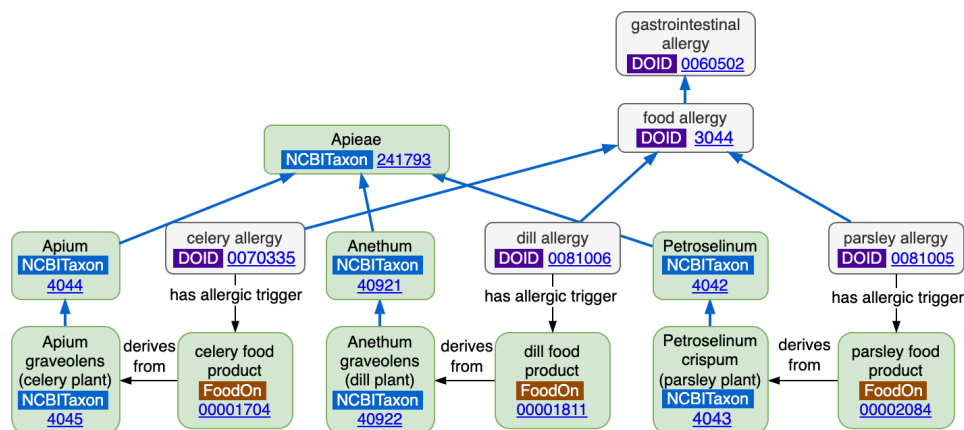 gastrointestinal
allergy
DOID 0060502
food allergy
DOID 3044
Apieae
NCBITaxon 241793
Apium
NCBITaxon
4044
celery allergy
DOID 0070335
Anethum
NCBITaxon
40921
dill allergy
DOID 0081006
Petroselinum
NCBITaxon
4042
parsley allergy
DOID 0081005
has allergic trigger
has allergic trigger
has allergic trigger
Apium
graveolens
(celery plant)
NCBITaxon
4045
derives
from
celery food
product
FoodOn
00001704
Anethum
graveolens
(dill plant)
NCBITaxon
40922
derives
from
dill food
product
FoodOn
00001811
Petroselinum
crispum
(parsley plant)
NCBITaxon
4043
derives
from
parsley food
product
FoodOn
00002084